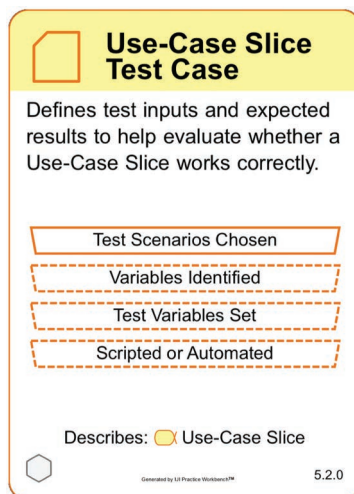 Use-Case Slice
Test Case
Defines test inputs and expected
results to help evaluate whether a
Use-Case Slice works correctly.
Test Scenarios Chosen
Variables Identified
Test Variables Set
Scripted or Automated
Describes: Use-Case Slice
Generated by IJI Practice Workbench™
5.2.0